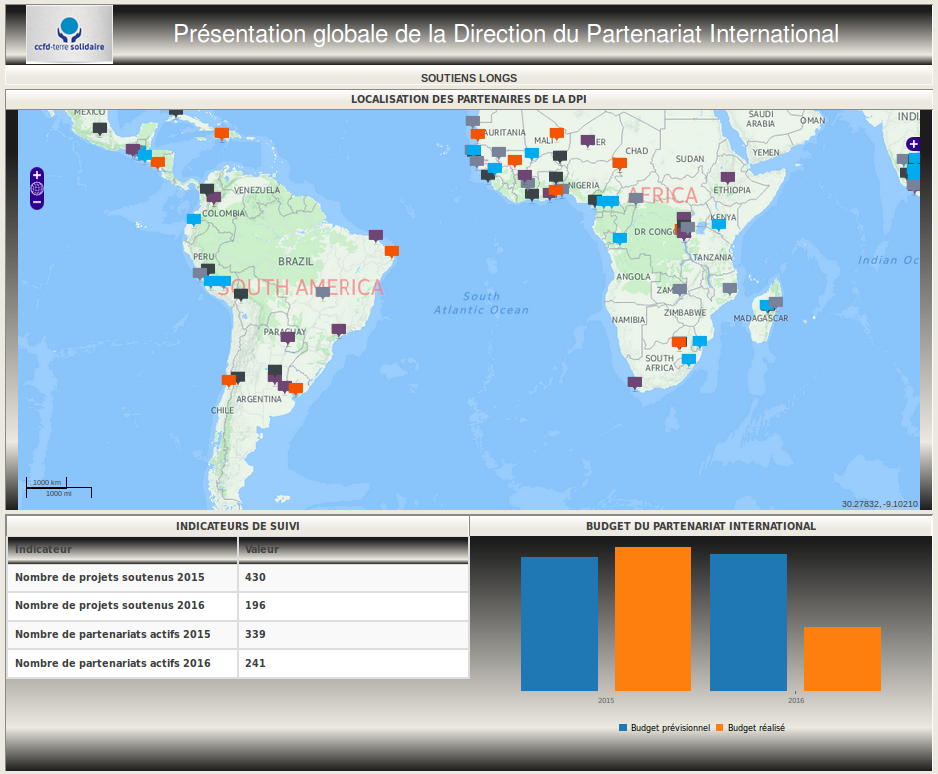 ccfd-terre solidaire
Présentation globale de la Direction du Partenariat International
SOUTIENS LONGS
LOCALISATION DES PARTENAIRES DE LA DPI
MEXICO
VENEZUELA
COLOMBIA
PERU
BRAZIL
SOUTH AMERICA
PARAGUAY
ARGENTINA
CHILE
South
Atlantic Ocean
AURITANIA
MALI
ER
CHAD
SUDAN
SAUDI
ARABIA
OMAN
YEMEN
INDI
NIGERIA
AFRICA
ETHIOPIA
DR CONGO
KENYA
TANZANIA
Indian Oc
ANGOLA
ZAM
ZIMBABWE
MADAGASCAR
NAMIBIA
SOUTH
AFRICA
+
−
+
1000 km
1000 mi
30.27832, -9.10210
INDICATEURS DE SUIVI
Indicateur Valeur
Nombre de projets soutenus 2015 430
Nombre de projets soutenus 2016 196
Nombre de partenariats actifs 2015 339
Nombre de partenariats actifs 2016 241
BUDGET DU PARTENARIAT INTERNATIONAL
2015 2016
Budget prévisionnel Budget réalisé